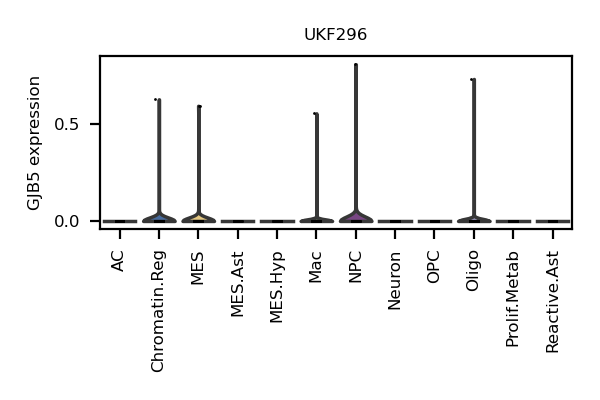 UKF296
GJB5 expression
0.5
0.0
AC
Chromatin.Reg
MES
MES.Ast
MES.Hyp
Mac
NPC
Neuron
OPC
Oligo
Prolif.Metab
Reactive.Ast